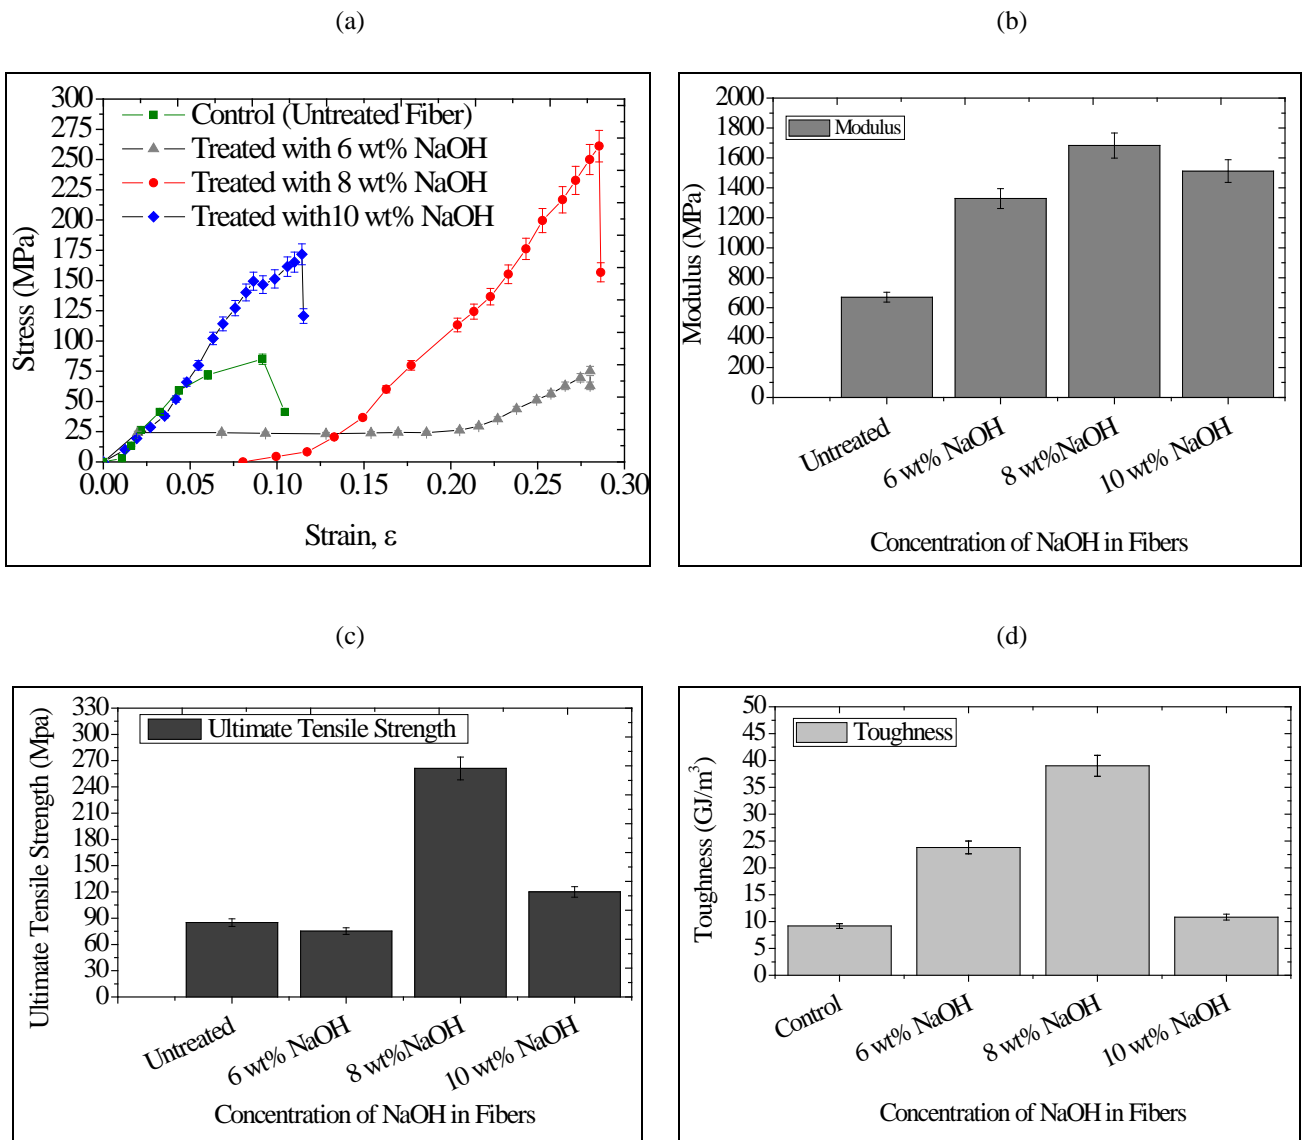 (a)
300
275
250
225
200
175
150
125
100
75
50
25
0
Stress (MPa)
Control (Untreated Fiber)
Treated with 6 wt% NaOH
Treated with 8 wt% NaOH
Treated with10 wt% NaOH
0.00 0.05 0.10 0.15 0.20 0.25 0.30
Strain, ε
(b)
2000
1800
1600
1400
1200
1000
800
600
400
200
0
Modulus (MPa)
Modulus
Untreated
6 wt% NaOH
8 wt%NaOH
10 wt% NaOH
Concentration of NaOH in Fibers
(c)
330
300
270
240
210
180
150
120
90
60
30
0
Ultimate Tensile Strength (Mpa)
Ultimate Tensile Strength
Untreated
6 wt% NaOH
8 wt%NaOH
10 wt% NaOH
Concentration of NaOH in Fibers
(d)
50
45
40
35
30
25
20
15
10
5
0
Toughness (GJ/m³)
Toughness
Control
6 wt% NaOH
8 wt% NaOH
10 wt% NaOH
Concentration of NaOH in Fibers